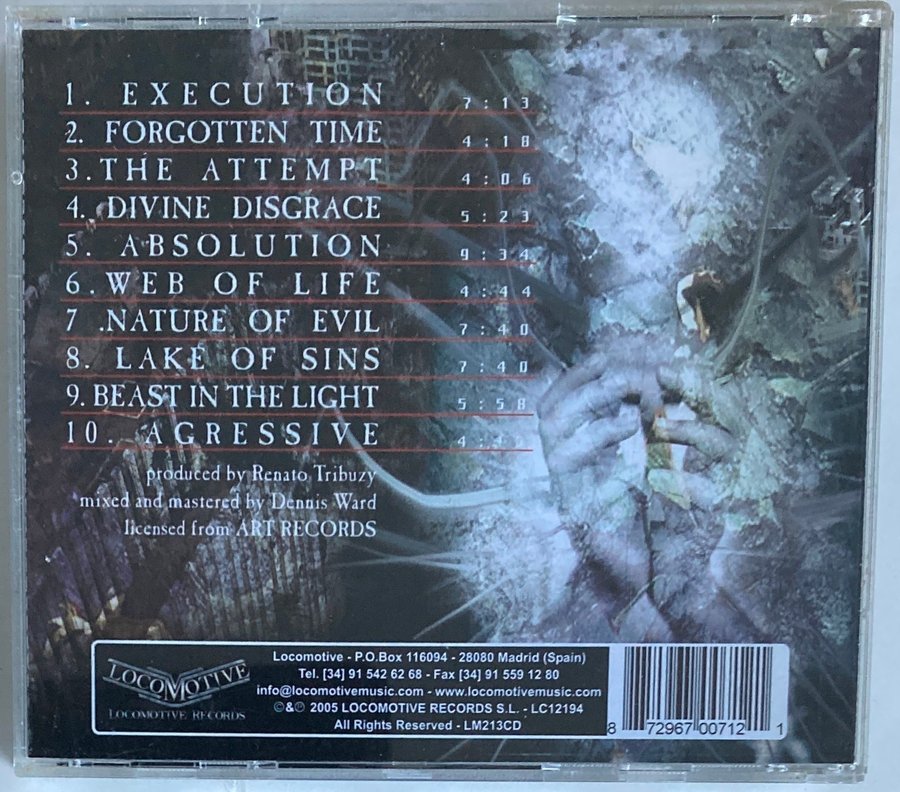 1. EXECUTION 7:13
2. FORGOTTEN TIME 4:18
3. THE ATTEMPT 4:06
4. DIVINE DISGRACE 5:23
5. ABSOLUTION 9:34
6. WEB OF LIFE 4:44
7. NATURE OF EVIL 7:40
8. LAKE OF SINS 7:40
9. BEAST IN THE LIGHT 5:58
10. AGRESSIVE
produced by Renato Tribuzy
mixed and mastered by Dennis Ward
licensed from ART RECORDS
LOCOMOTIVE
LOCOMOTIVE RECORDS
Locomotive - P.O.Box 116094 - 28080 Madrid (Spain)
Tel. [34] 91 542 62 68 - Fax [34] 91 559 12 80
info@locomotivemusic.com - www.locomotivemusic.com
©&℗ 2005 LOCOMOTIVE RECORDS S.L. - LC12194
All Rights Reserved - LM213CD
8 72967 00712 1